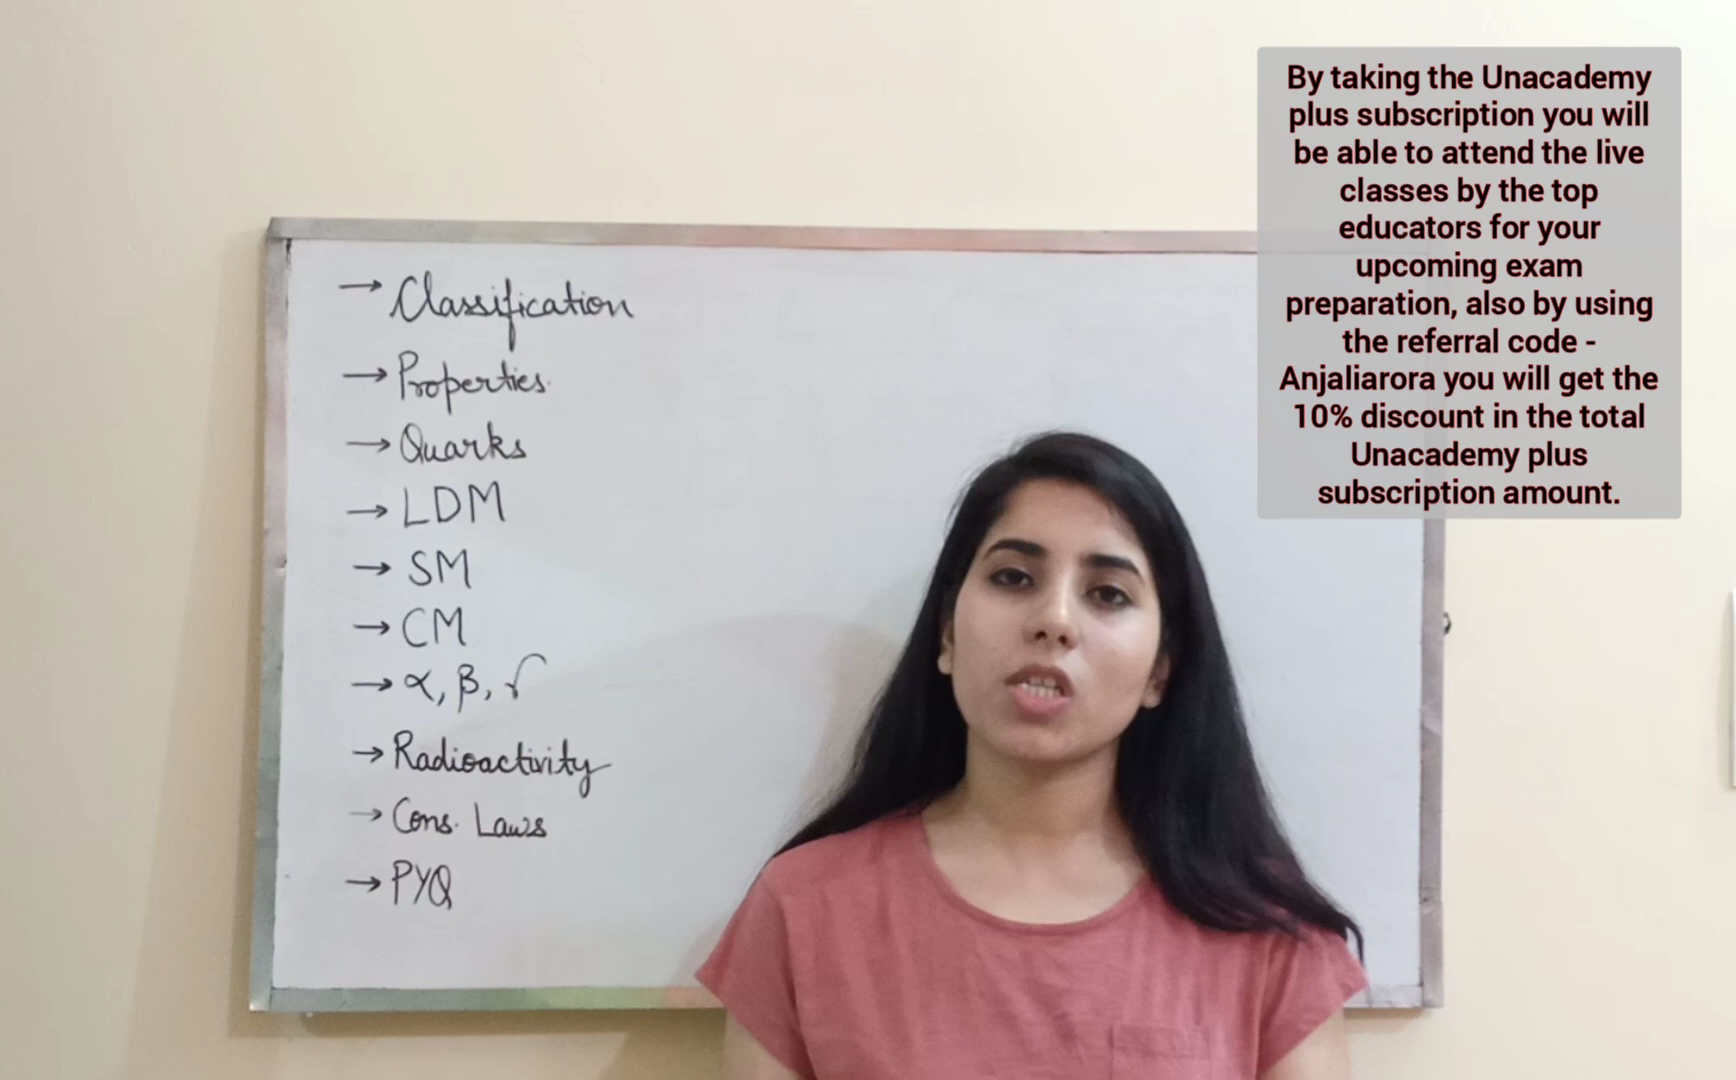 → Classification
→ Properties.
→ Quarks
→ LDM
→ SM
→ CM
→ α, β, γ
→ Radioactivity
→ Cons. Laws
→ PYQ
By taking the Unacademy
plus subscription you will
be able to attend the live
classes by the top
educators for your
upcoming exam
preparation, also by using
the referral code -
Anjaliarora you will get the
10% discount in the total
Unacademy plus
subscription amount.